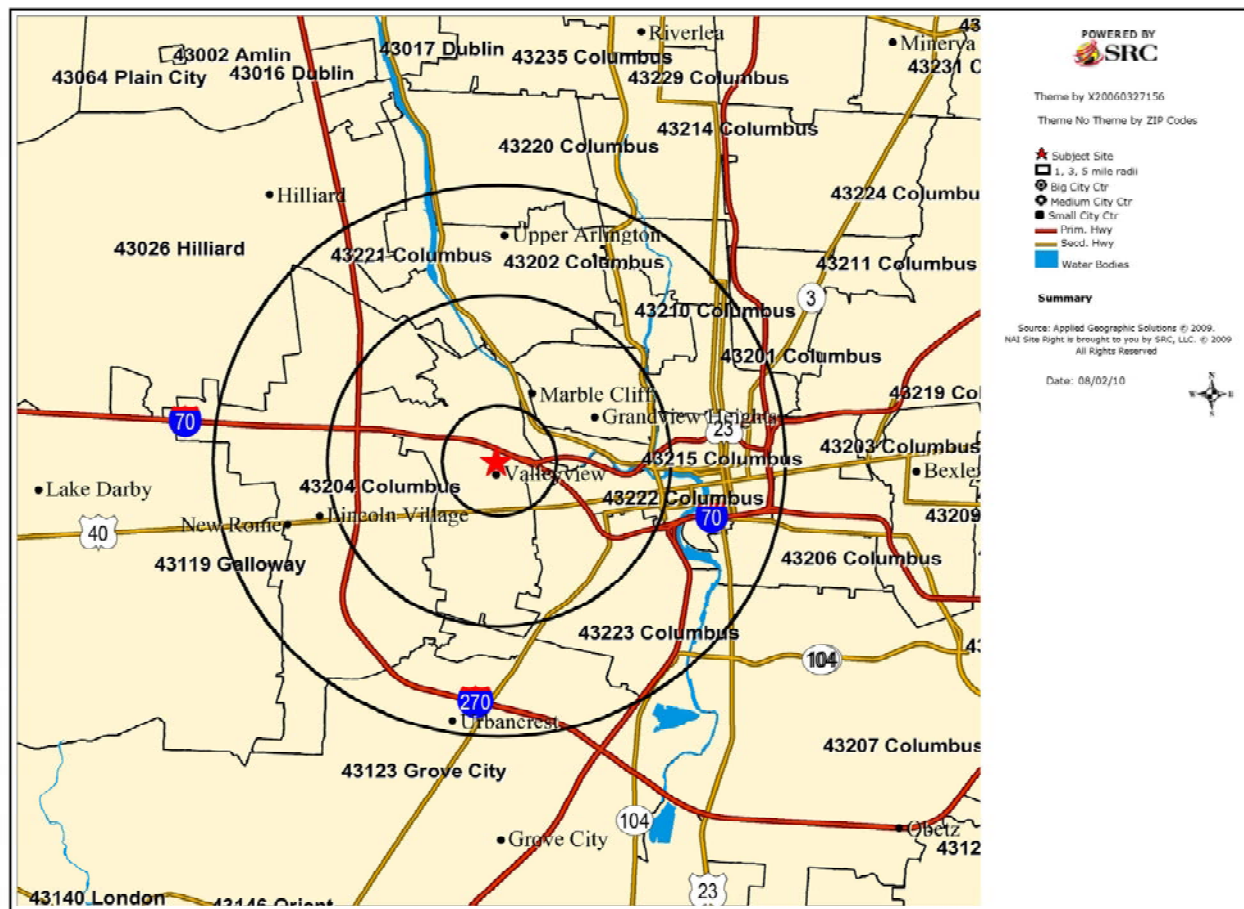 43002 Amlin
43017 Dublin
43235 Columbus
Riverlea
Minerva
43064 Plain City
43016 Dublin
43229 Columbus
43231 C
43214 Columbus
43220 Columbus
Hilliard
43224 Columbu
43026 Hilliard
43221 Columbus
Upper Arlington
43202 Columbus
43211 Columbus
3
43210 Columbus
43201 Columbus
Marble Cliff
43219 Col
70
Grandview Heights
23
43203 Columbus
43215 Columbus
Bexle
Valleyview
Lake Darby
43204 Columbus
43222 Columbus
Lincoln Village
New Rome
70
43209
40
43119 Galloway
43206 Columbus
43223 Columbus
104
270
Urbancrest
43207 Columbus
43123 Grove City
104
Grove City
Obetz
4312
23
43140 London
43146 Orient
POWERED BY
SRC
Theme by X20060327156
Theme No Theme by ZIP Codes
Subject Site
1, 3, 5 mile radii
Big City Ctr
Medium City Ctr
Small City Ctr
Prim. Hwy
Secd. Hwy
Water Bodies
Summary
Source: Applied Geographic Solutions © 2009.
NAI Site Right is brought to you by SRC, LLC. © 2009
All Rights Reserved
Date: 08/02/10
N
W
E
S